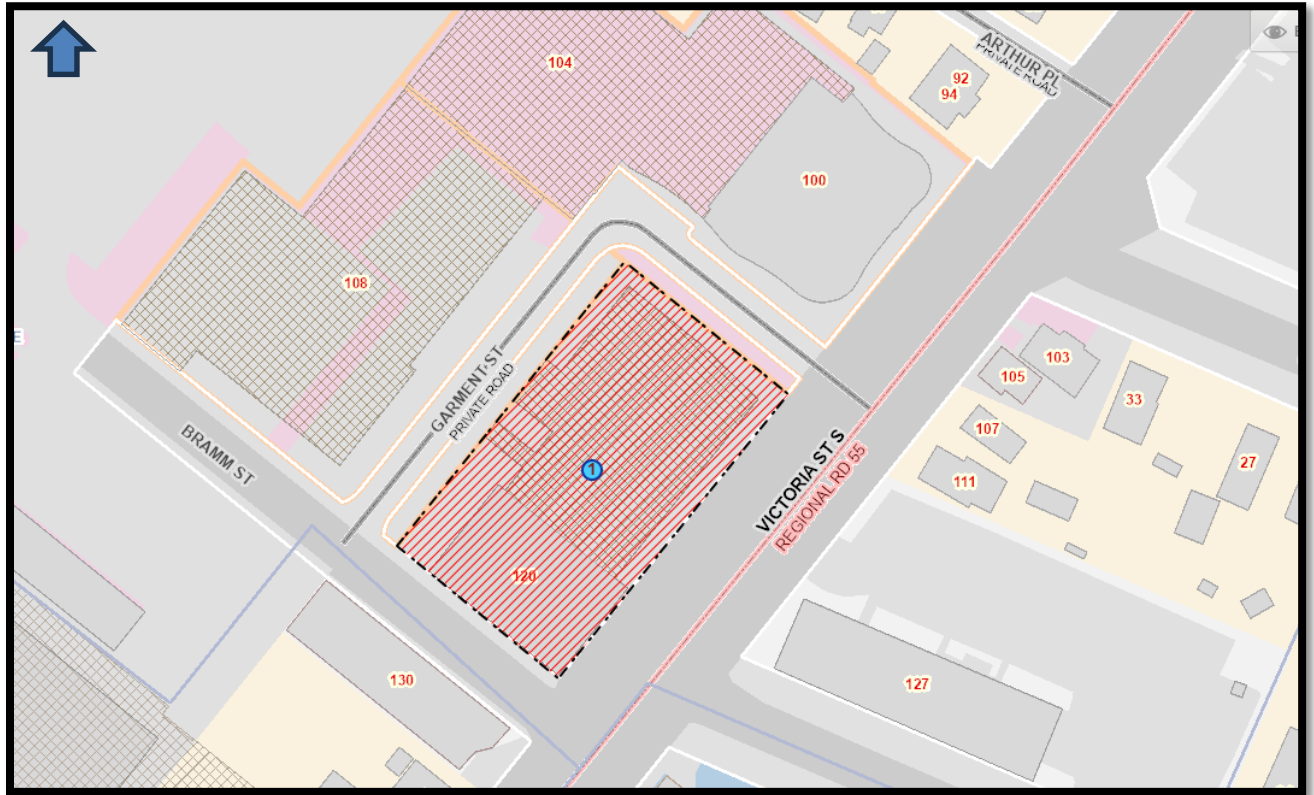 104
ARTHUR PL
PRIVATE ROAD
92
94
100
108
GARMENT ST
PRIVATE ROAD
BRAMM ST
1
120
VICTORIA ST S
REGIONAL RD 55
103
105
33
107
27
111
130
127